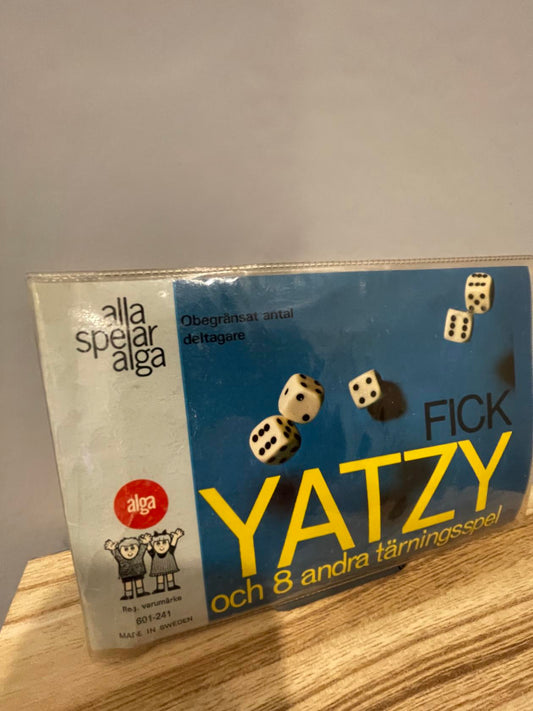 alla
spelar
alga
Obegränsat antal
deltagare
FICK
YATZY
och 8 andra tärningsspel
alga
Reg. varumärke
601-241
MADE IN SWEDEN